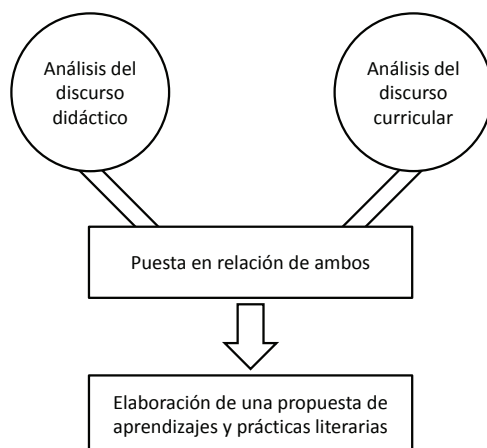 Análisis del
discurso
didáctico
Análisis del
discurso
curricular
Puesta en relación de ambos
Elaboración de una propuesta de
aprendizajes y prácticas literarias